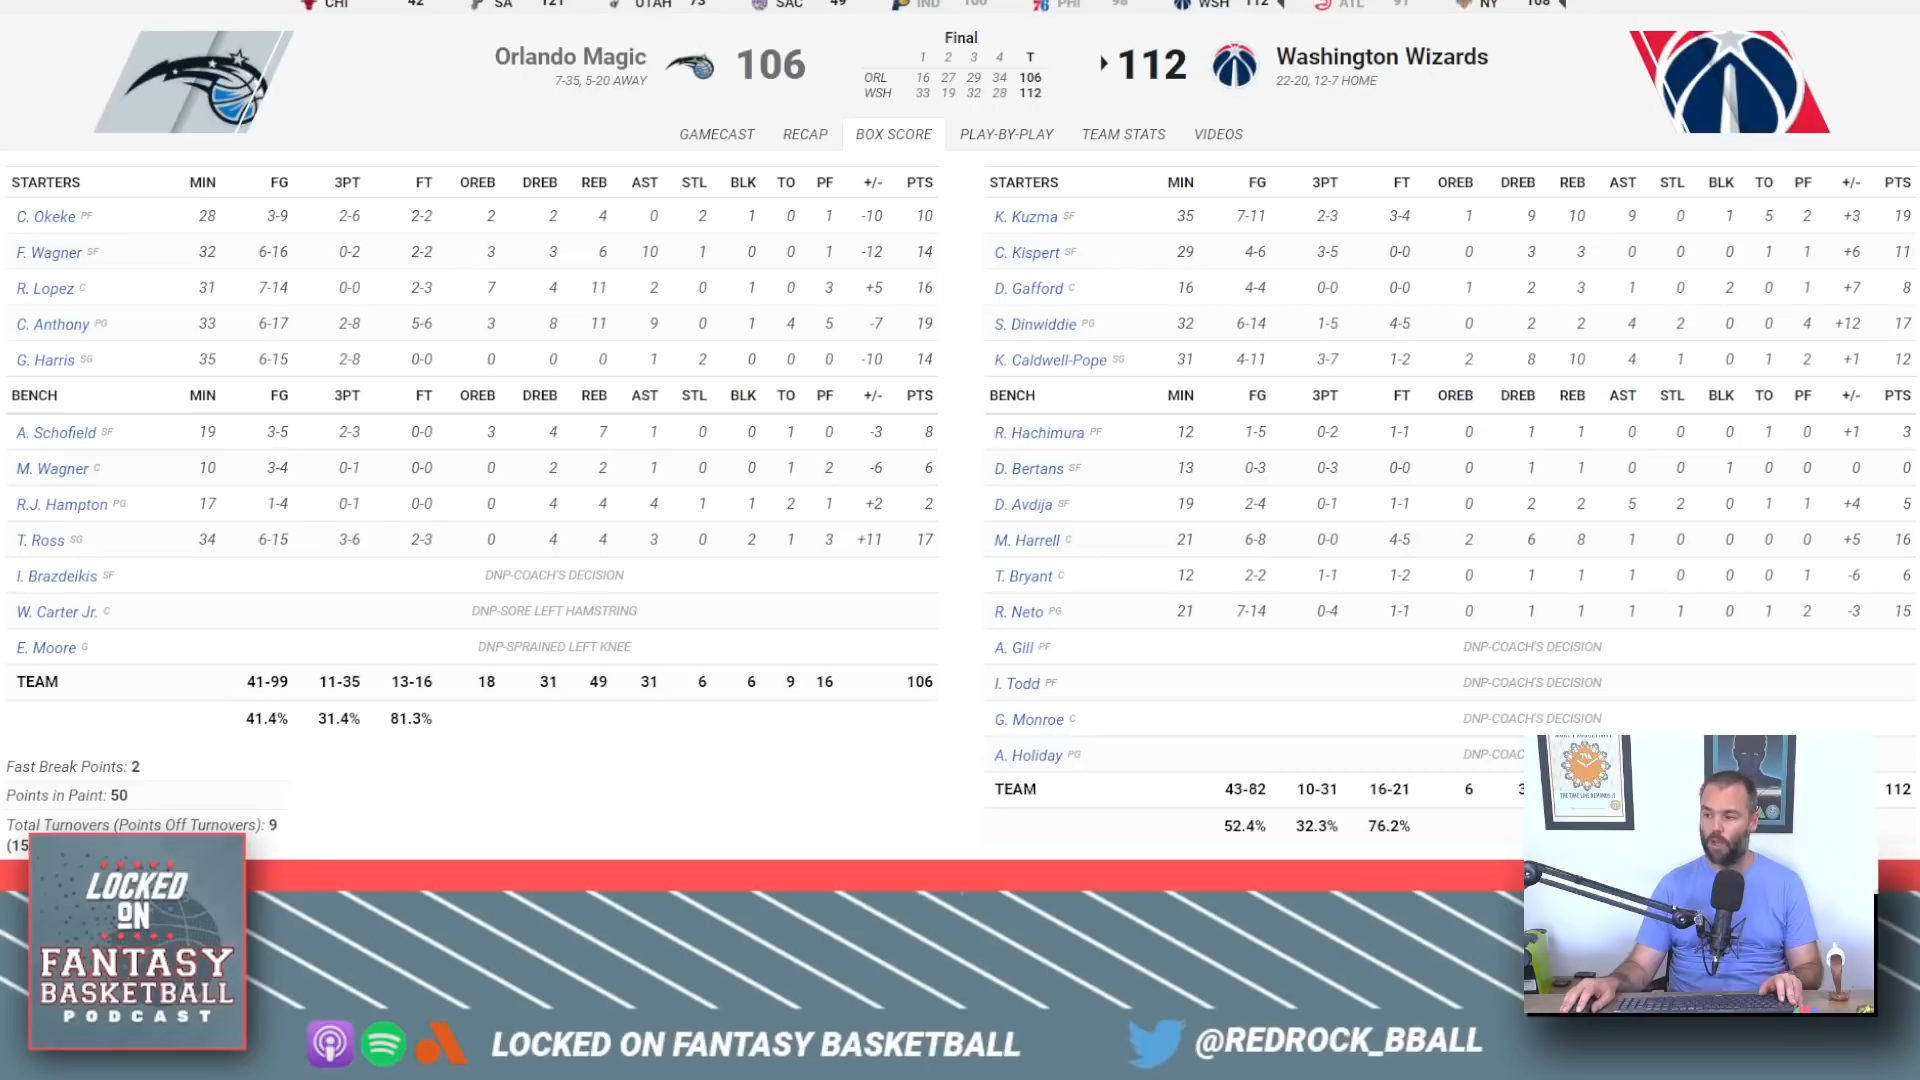 CHI 42 SA 121 UTAH 73 SAC 49 IND 100 PHI 98 WSH 112 ATL 91 NY 108
Orlando Magic
7-35, 5-20 AWAY
106
Final
1 2 3 4 T
ORL 16 27 29 34 106
WSH 33 19 32 28 112
112
Washington Wizards
22-20, 12-7 HOME
GAMECAST RECAP BOX SCORE PLAY-BY-PLAY TEAM STATS VIDEOS
STARTERS MIN FG 3PT FT OREB DREB REB AST STL BLK TO PF +/- PTS
C. Okeke PF 28 3-9 2-6 2-2 2 2 4 0 2 1 0 1 -10 10
F. Wagner SF 32 6-16 0-2 2-2 3 3 6 10 1 0 0 1 -12 14
R. Lopez C 31 7-14 0-0 2-3 7 4 11 2 0 1 0 3 +5 16
C. Anthony PG 33 6-17 2-8 5-6 3 8 11 9 0 1 4 5 -7 19
G. Harris SG 35 6-15 2-8 0-0 0 0 0 1 2 0 0 0 -10 14
BENCH MIN FG 3PT FT OREB DREB REB AST STL BLK TO PF +/- PTS
A. Schofield SF 19 3-5 2-3 0-0 3 4 7 1 0 0 1 0 -3 8
M. Wagner C 10 3-4 0-1 0-0 0 2 2 1 0 0 1 2 -6 6
R.J. Hampton PG 17 1-4 0-1 0-0 0 4 4 4 1 1 2 1 +2 2
T. Ross SG 34 6-15 3-6 2-3 0 4 4 3 0 2 1 3 +11 17
I. Brazdeikis SF DNP-COACH'S DECISION
W. Carter Jr. C DNP-SORE LEFT HAMSTRING
E. Moore G DNP-SPRAINED LEFT KNEE
TEAM 41-99 11-35 13-16 18 31 49 31 6 6 9 16 106
41.4% 31.4% 81.3%
Fast Break Points: 2
Points in Paint: 50
Total Turnovers (Points Off Turnovers): 9
(15
STARTERS MIN FG 3PT FT OREB DREB REB AST STL BLK TO PF +/- PTS
K. Kuzma SF 35 7-11 2-3 3-4 1 9 10 9 0 1 5 2 +3 19
C. Kispert SF 29 4-6 3-5 0-0 0 3 3 0 0 0 1 1 +6 11
D. Gafford C 16 4-4 0-0 0-0 1 2 3 1 0 2 0 1 +7 8
S. Dinwiddie PG 32 6-14 1-5 4-5 0 2 2 4 2 0 0 4 +12 17
K. Caldwell-Pope SG 31 4-11 3-7 1-2 2 8 10 4 1 0 1 2 +1 12
BENCH MIN FG 3PT FT OREB DREB REB AST STL BLK TO PF +/- PTS
R. Hachimura PF 12 1-5 0-2 1-1 0 1 1 0 0 0 1 0 +1 3
D. Bertans SF 13 0-3 0-3 0-0 0 1 1 0 0 1 0 0 0 0
D. Avdija SF 19 2-4 0-1 1-1 0 2 2 5 2 0 1 1 +4 5
M. Harrell C 21 6-8 0-0 4-5 2 6 8 1 0 0 0 0 +5 16
T. Bryant C 12 2-2 1-1 1-2 0 1 1 1 0 0 0 1 -6 6
R. Neto PG 21 7-14 0-4 1-1 0 1 1 1 1 0 1 2 -3 15
A. Gill PF DNP-COACH'S DECISION
I. Todd PF DNP-COACH'S DECISION
G. Monroe C DNP-COACH'S DECISION
A. Holiday PG DNP-COAC
TEAM 43-82 10-31 16-21 6 3 112
52.4% 32.3% 76.2%
LOCKED
ON
FANTASY
BASKETBALL
PODCAST
LOCKED ON FANTASY BASKETBALL
@REDROCK_BBALL